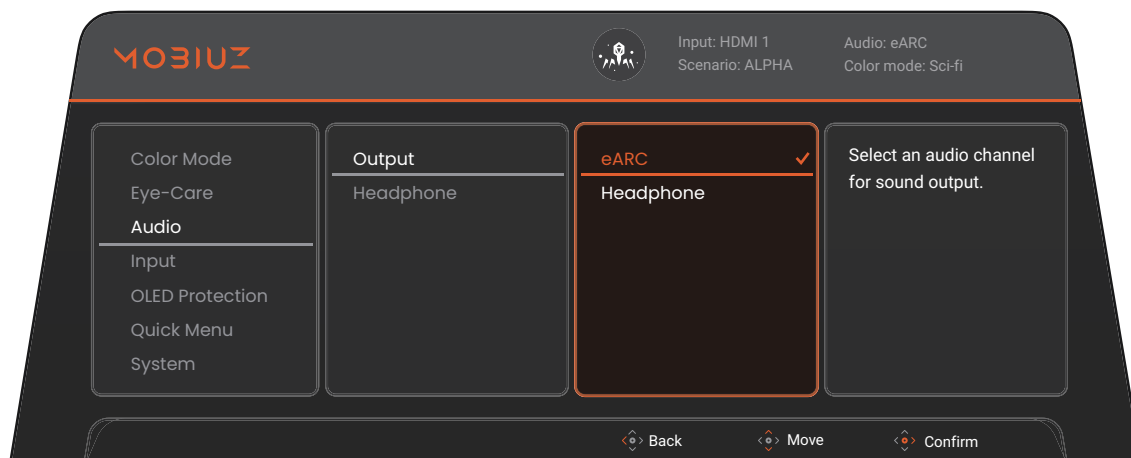 MOBIUZ
Input: HDMI 1
Scenario: ALPHA
Audio: eARC
Color mode: Sci-fi
Color Mode
Eye-Care
Audio
Input
OLED Protection
Quick Menu
System
Output
Headphone
eARC
Headphone
Select an audio channel
for sound output.
Back
Move
Confirm